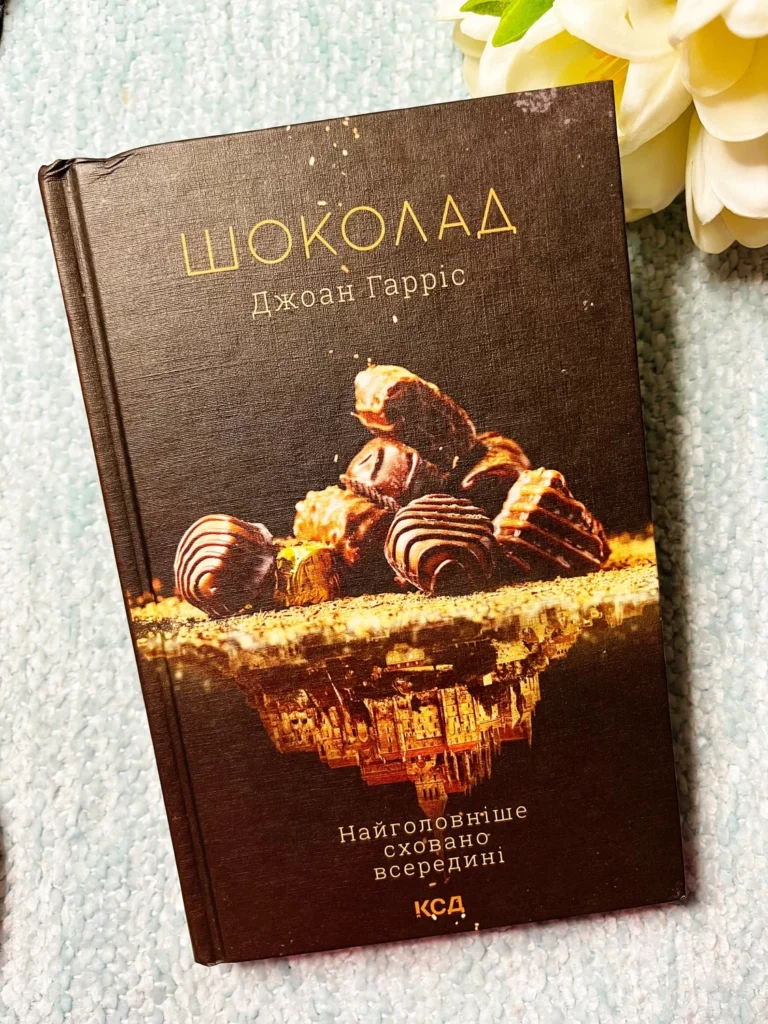 ШОКОЛАД
Джоан Гарріс
Найголовніше
сховано
всередині
КСД